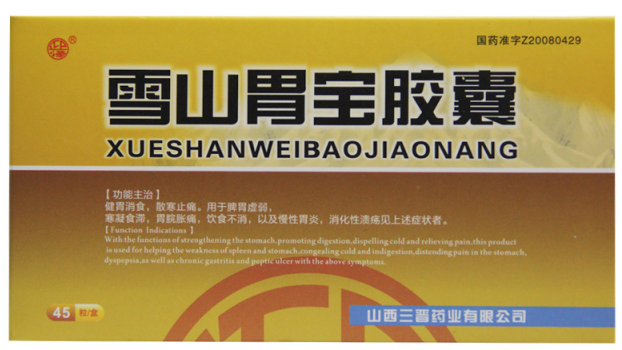 国药准字Z20080429
雪山胃宝胶囊
XUESHANWEIBAOJIAONANG
【功能主治】
健胃消食，散寒止痛。用于脾胃虚弱，
寒凝食滞，胃脘胀痛，饮食不消，以及慢性胃炎，消化性溃疡见上述症状者。
【Function Indications】
With the functions of strengthening the stomach,promoting digestion,dispelling cold and relieving pain,this product
is used for helping the weakness of spleen and stomach,congealing cold and indigestion,distending pain in the stomach,
dyspepsia,as well as chronic gastritis and peptic ulcer with the above symptoms.
45 粒/盒
山西三晋药业有限公司